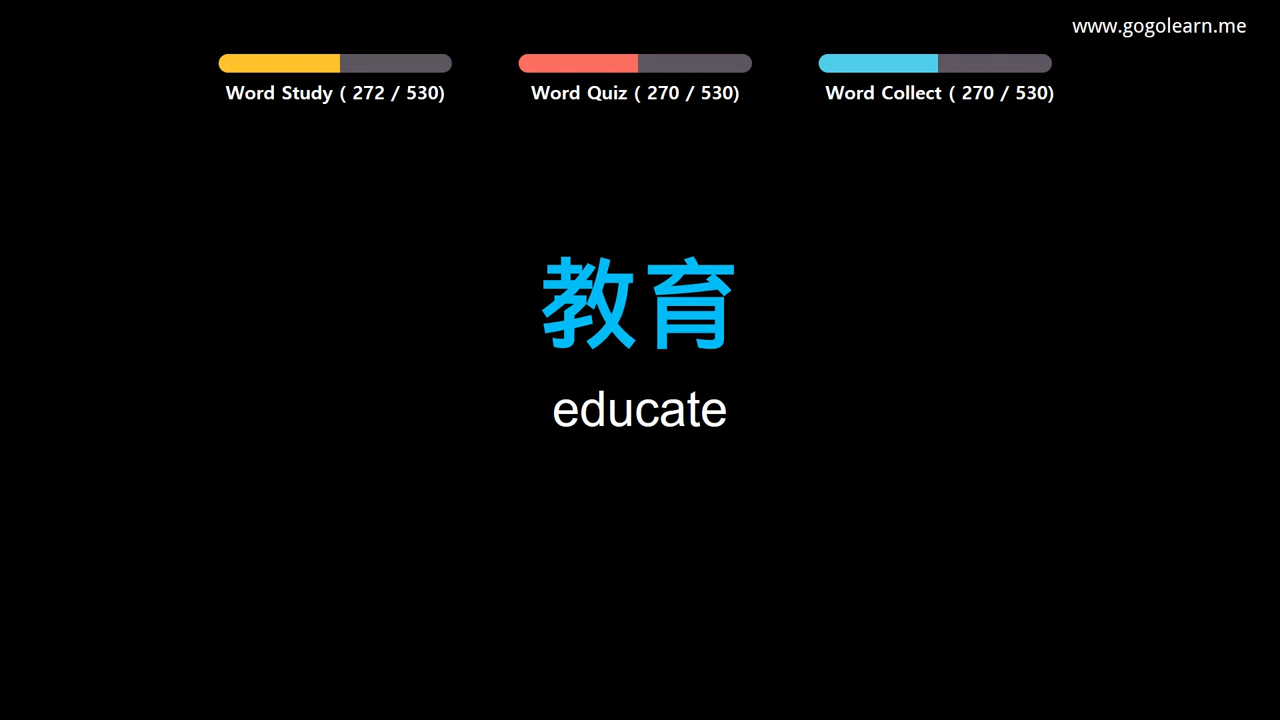 www.gogolearn.me
Word Study ( 272 / 530)
Word Quiz ( 270 / 530)
Word Collect ( 270 / 530)
教育
educate